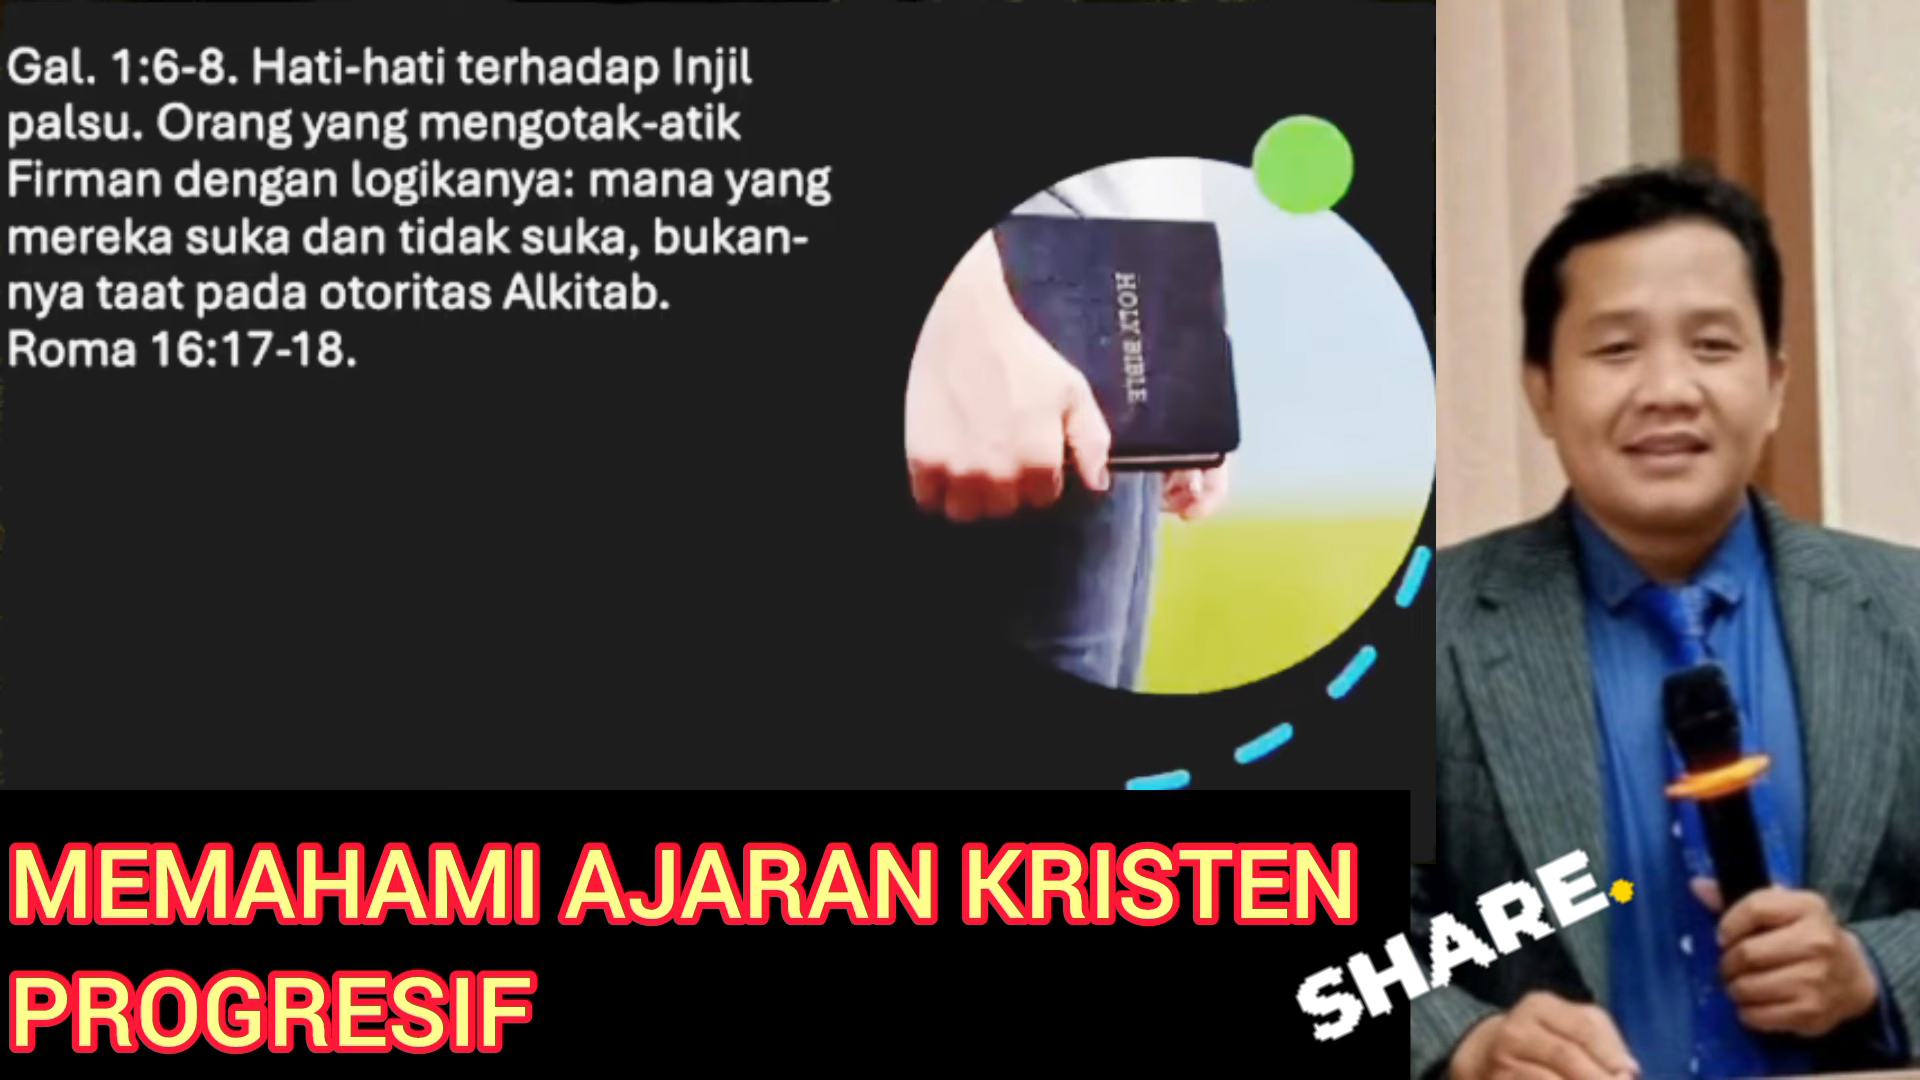 Gal. 1:6-8. Hati-hati terhadap Injil
palsu. Orang yang mengotak-atik
Firman dengan logikanya: mana yang
mereka suka dan tidak suka, bukan-
nya taat pada otoritas Alkitab.
Roma 16:17-18.
HOLY BIBLE
MEMAHAMI AJARAN KRISTEN
PROGRESIF
SHARE.